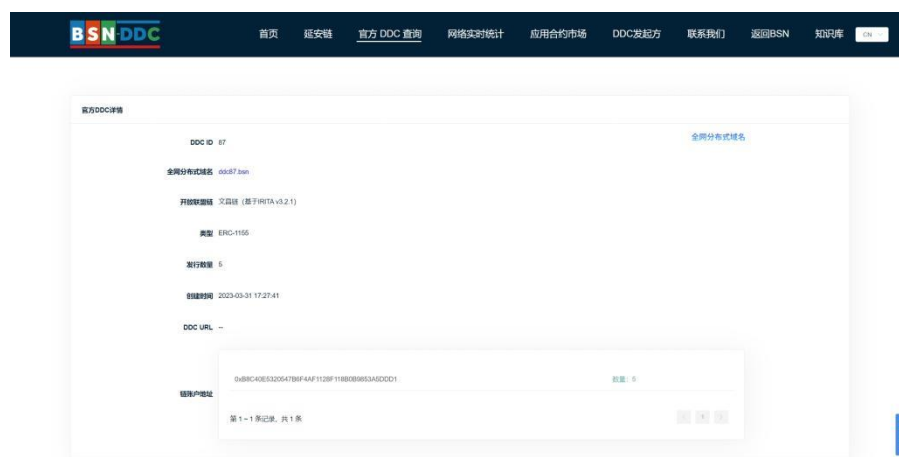 BSN-DDC 首页 延安链 官方 DDC 查询 网络实时统计 应用合约市场 DDC发起方 联系我们 返回BSN 知识库 CN
官方DDC详情
DDC ID 87 全网分布式域名
全网分布式域名 ddc87.bsn
开放联盟链 文昌链（基于IRITA v3.2.1）
类型 ERC-1155
发行数量 5
创建时间 2023-03-31 17:27:41
DDC URL --
链账户地址
数量：5
第 1 ~ 1 条记录，共 1 条